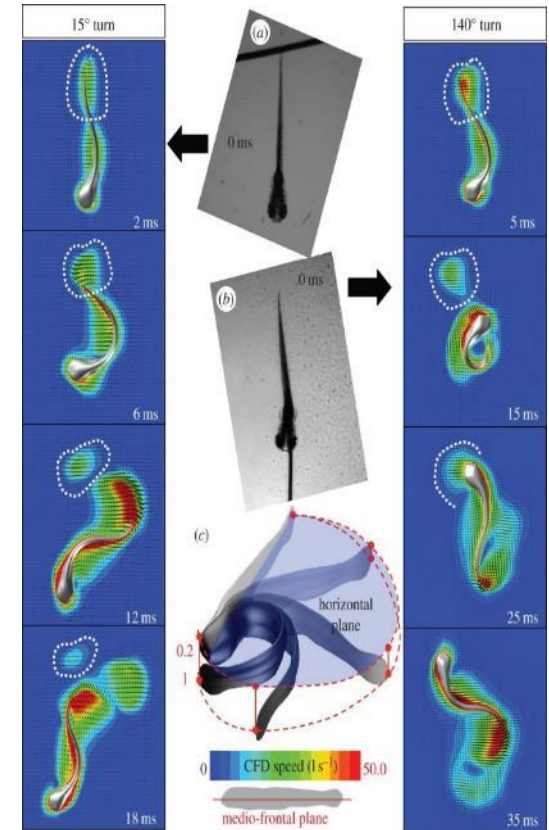 15° turn
2 ms
6 ms
12 ms
18 ms
(a)
0 ms
(b)
.0 ms
(c)
horizontal
plane
0.2
1
0 CFD speed (l s⁻¹) 50.0
medio-frontal plane
140° turn
5 ms
15 ms
25 ms
35 ms